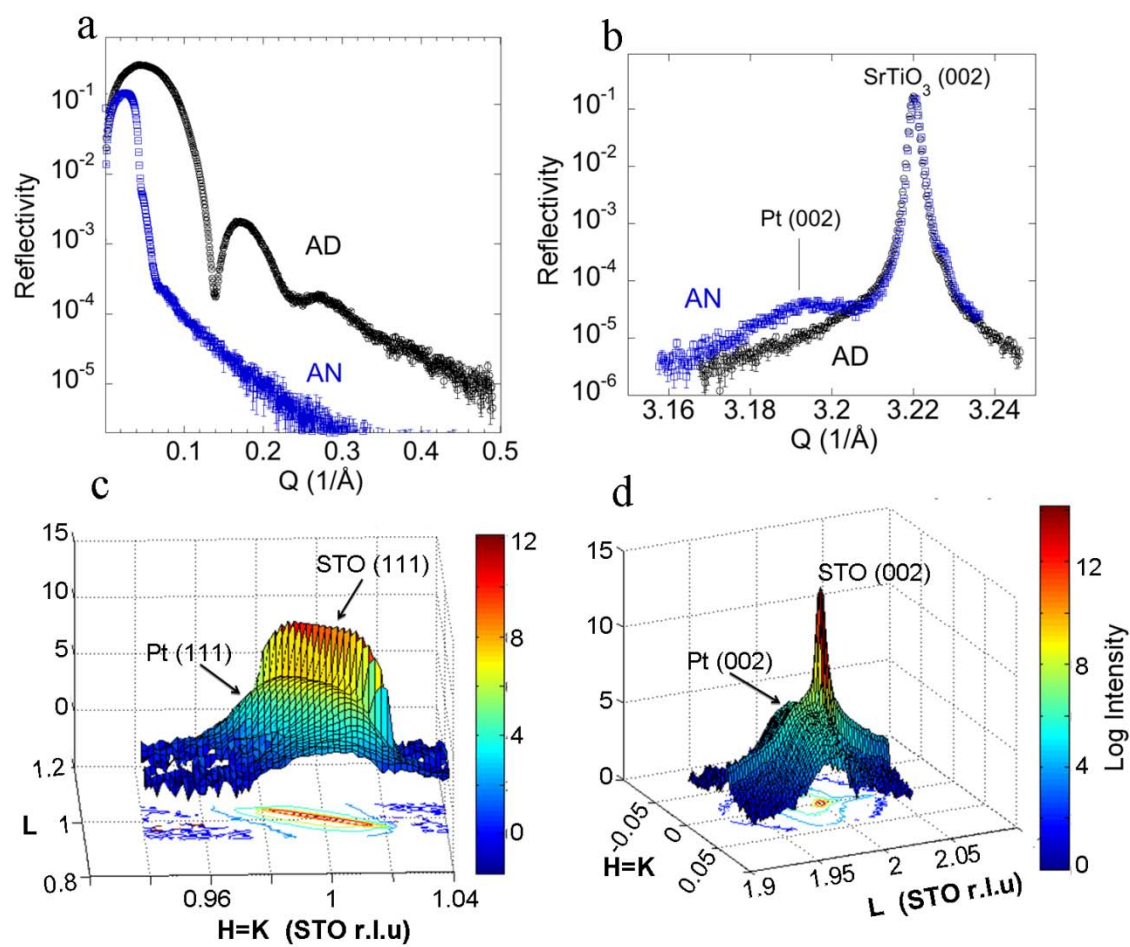 a
10⁻¹
10⁻²
10⁻³
10⁻⁴
10⁻⁵
Reflectivity
AD
AN
0.1 0.2 0.3 0.4 0.5
Q (1/Å)
b
SrTiO₃ (002)
10⁻¹
10⁻²
10⁻³
10⁻⁴
10⁻⁵
10⁻⁶
Reflectivity
Pt (002)
AN
AD
3.16 3.18 3.2 3.22 3.24
Q (1/Å)
c
15
10
5
0
1.2
1
0.8
L
STO (111)
Pt (111)
0.96 1 1.04
H=K (STO r.l.u)
12
8
4
0
d
15
10
5
0
STO (002)
Pt (002)
-0.05
0
0.05
H=K
1.9 1.95 2 2.05
L (STO r.l.u)
12
8
4
0
Log Intensity